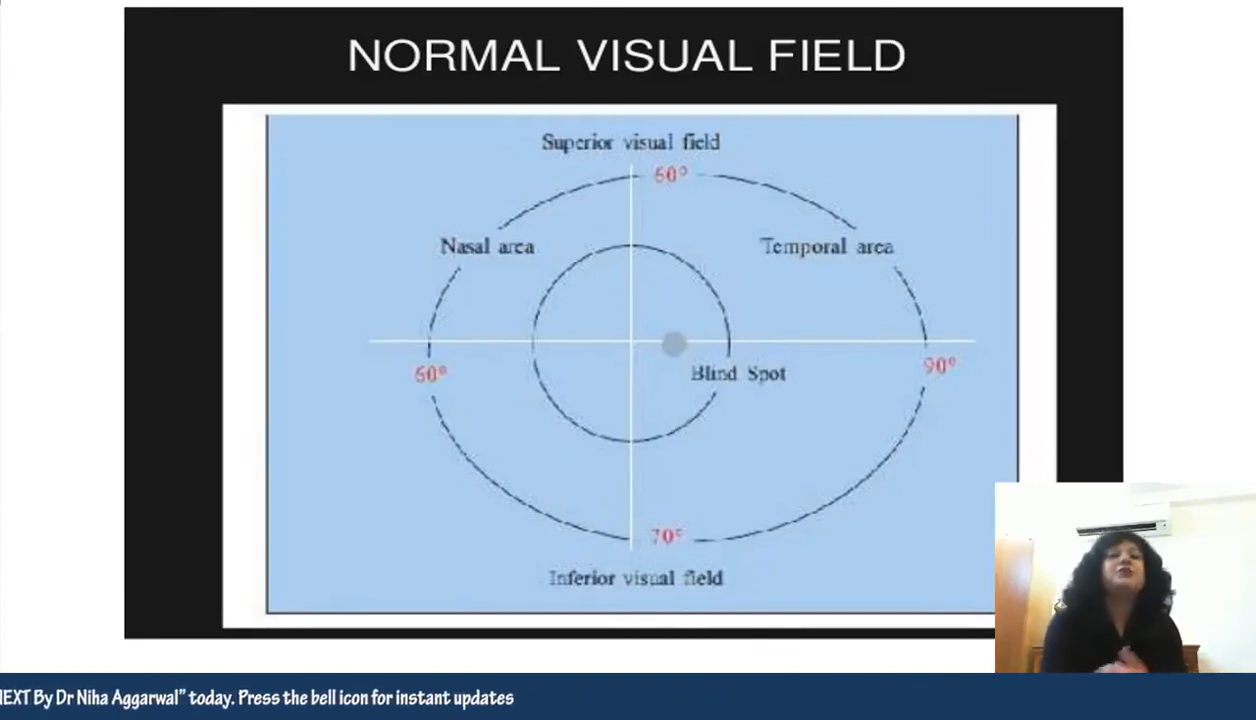 NORMAL VISUAL FIELD
Superior visual field
60°
Nasal area
Temporal area
Blind Spot
60°
90°
70°
Inferior visual field
By Dr Niha Aggarwal" today. Press the bell icon for instant updates